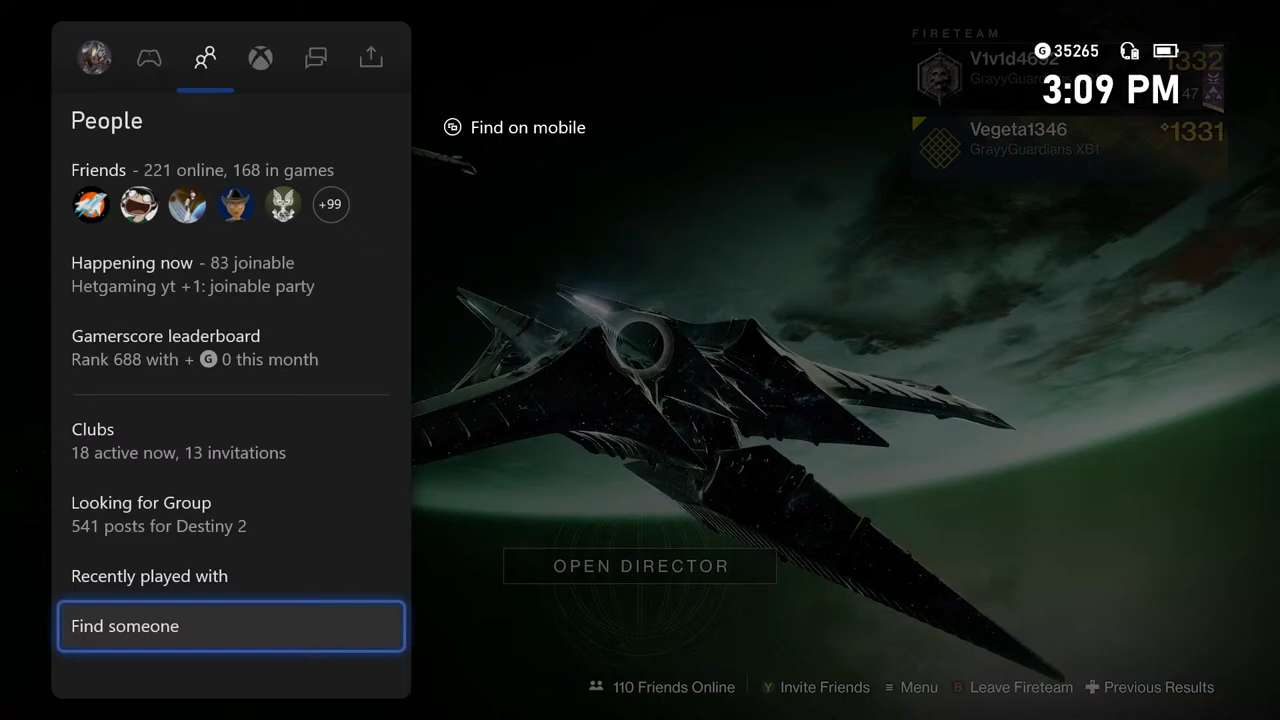 People
Friends - 221 online, 168 in games
+99
Happening now - 83 joinable
Hetgaming yt +1: joinable party
Gamerscore leaderboard
Rank 688 with + G 0 this month
Clubs
18 active now, 13 invitations
Looking for Group
541 posts for Destiny 2
Recently played with
Find someone
Find on mobile
FIRETEAM
G 35265
3:09 PM
V1v1d4692
1332
47
Vegeta1346
1331
GrayyGuardians XB1
OPEN DIRECTOR
110 Friends Online
Y Invite Friends
Menu
B Leave Fireteam
Previous Results